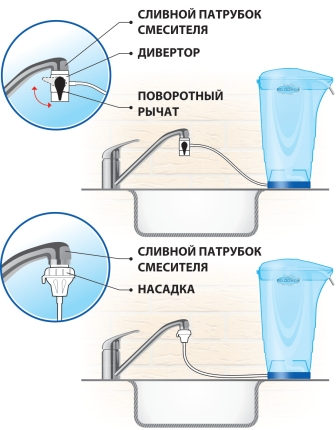 СЛИВНОЙ ПАТРУБОК
СМЕСИТЕЛЯ
ДИВЕРТОР
ПОВОРОТНЫЙ
РЫЧАГ
СЛИВНОЙ ПАТРУБОК
СМЕСИТЕЛЯ
НАСАДКА